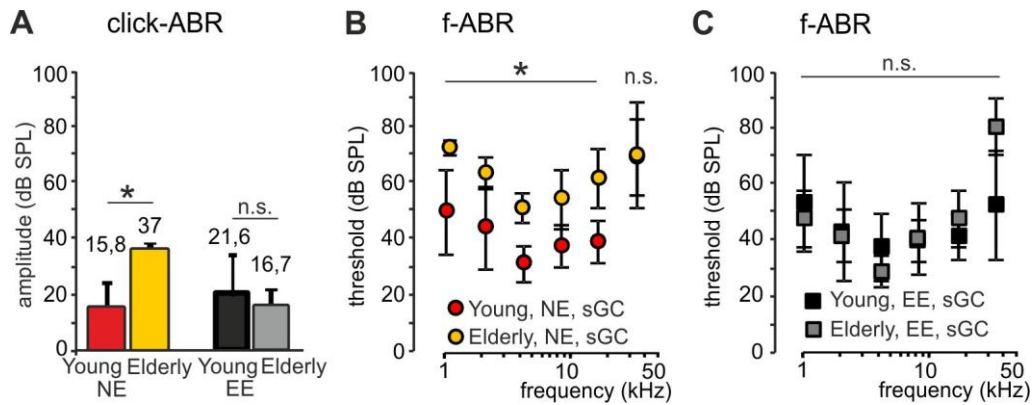 A click-ABR
amplitude (dB SPL)
100
80
60
40
20
0
*
15,8
37
n.s.
21,6
16,7
Young Elderly
NE
Young Elderly
EE
B f-ABR
threshold (dB SPL)
100
80
60
40
20
0
*
n.s.
Young, NE, sGC
Elderly, NE, sGC
1 10 50
frequency (kHz)
C f-ABR
threshold (dB SPL)
100
80
60
40
20
0
n.s.
Young, EE, sGC
Elderly, EE, sGC
1 10 50
frequency (kHz)